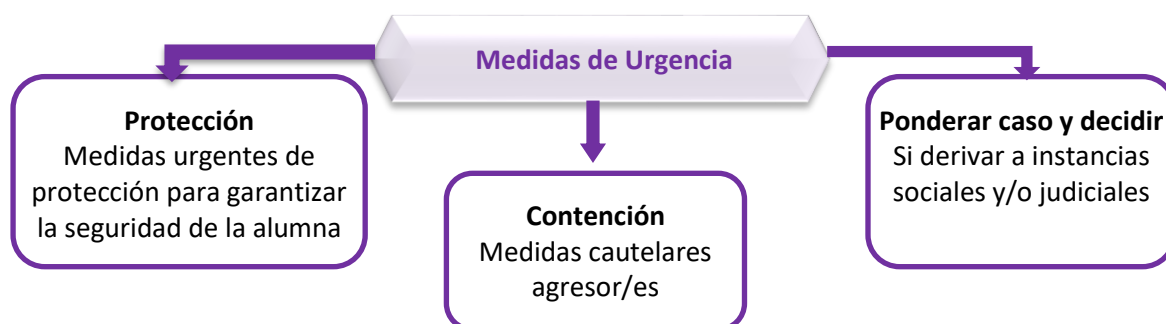 Medidas de Urgencia
Protección
Medidas urgentes de
protección para garantizar
la seguridad de la alumna
Contención
Medidas cautelares
agresor/es
Ponderar caso y decidir
Si derivar a instancias
sociales y/o judiciales